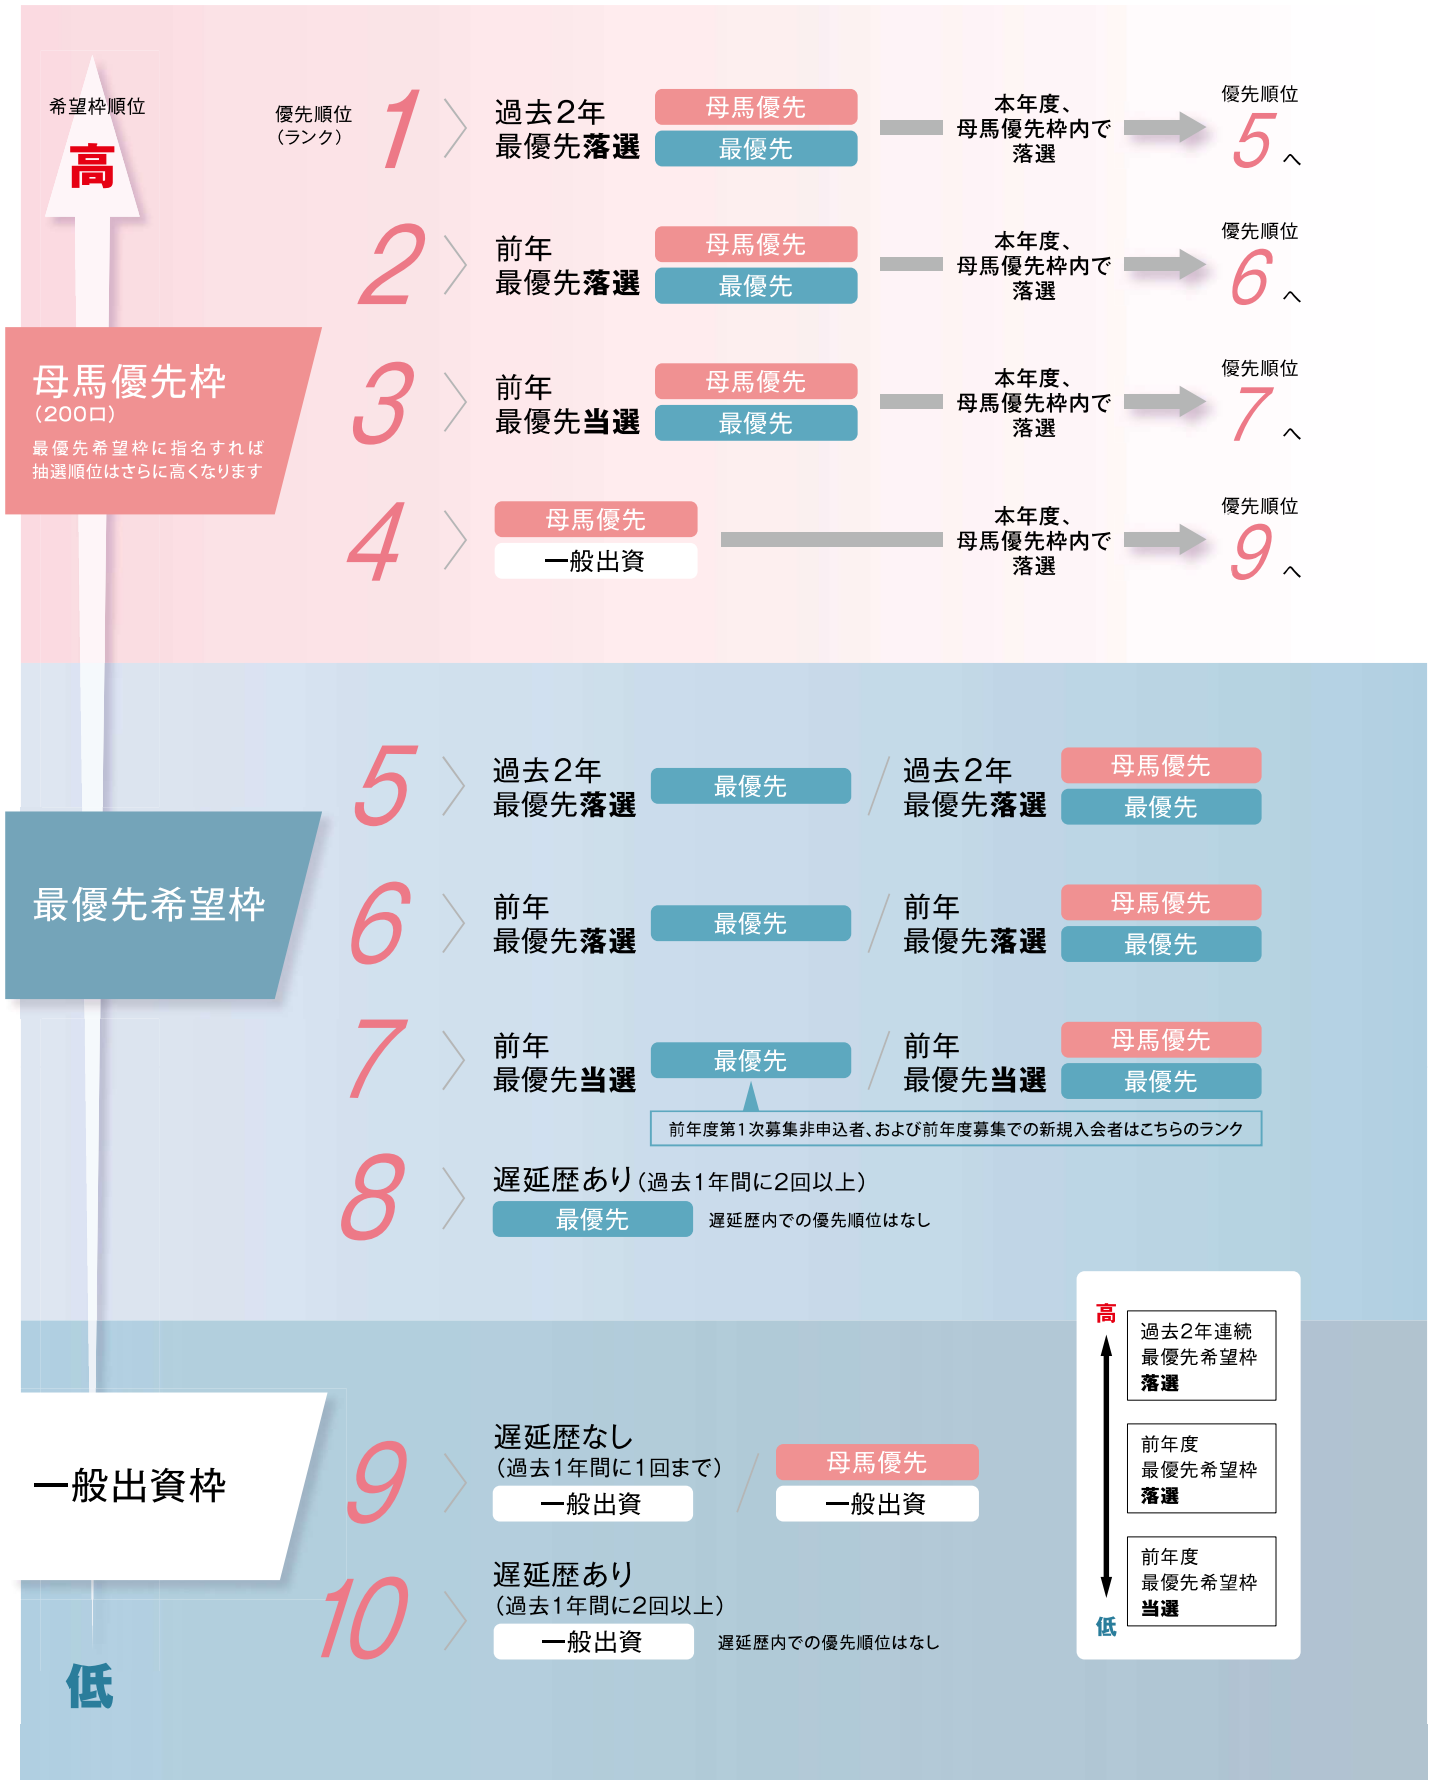 希望枠順位
高
優先順位
(ランク)
1
過去2年
最優先落選
母馬優先
最優先
本年度、
母馬優先枠内で
落選
優先順位
5へ
2
前年
最優先落選
母馬優先
最優先
本年度、
母馬優先枠内で
落選
優先順位
6へ
母馬優先枠
(200口)
最優先希望枠に指名すれば
抽選順位はさらに高くなります
3
前年
最優先当選
母馬優先
最優先
本年度、
母馬優先枠内で
落選
優先順位
7へ
4
母馬優先
一般出資
本年度、
母馬優先枠内で
落選
優先順位
9へ
最優先希望枠
5
過去2年
最優先落選
最優先
過去2年
最優先落選
母馬優先
最優先
6
前年
最優先落選
最優先
前年
最優先落選
母馬優先
最優先
7
前年
最優先当選
最優先
前年
最優先当選
母馬優先
最優先
前年度第1次募集非申込者、および前年度募集での新規入会者はこちらのランク
8
遅延歴あり(過去1年間に2回以上)
最優先
遅延歴内での優先順位はなし
一般出資枠
9
遅延歴なし
(過去1年間に1回まで)
一般出資
母馬優先
一般出資
10
遅延歴あり
(過去1年間に2回以上)
一般出資
遅延歴内での優先順位はなし
低
高
過去2年連続
最優先希望枠
落選
前年度
最優先希望枠
落選
前年度
最優先希望枠
当選
低